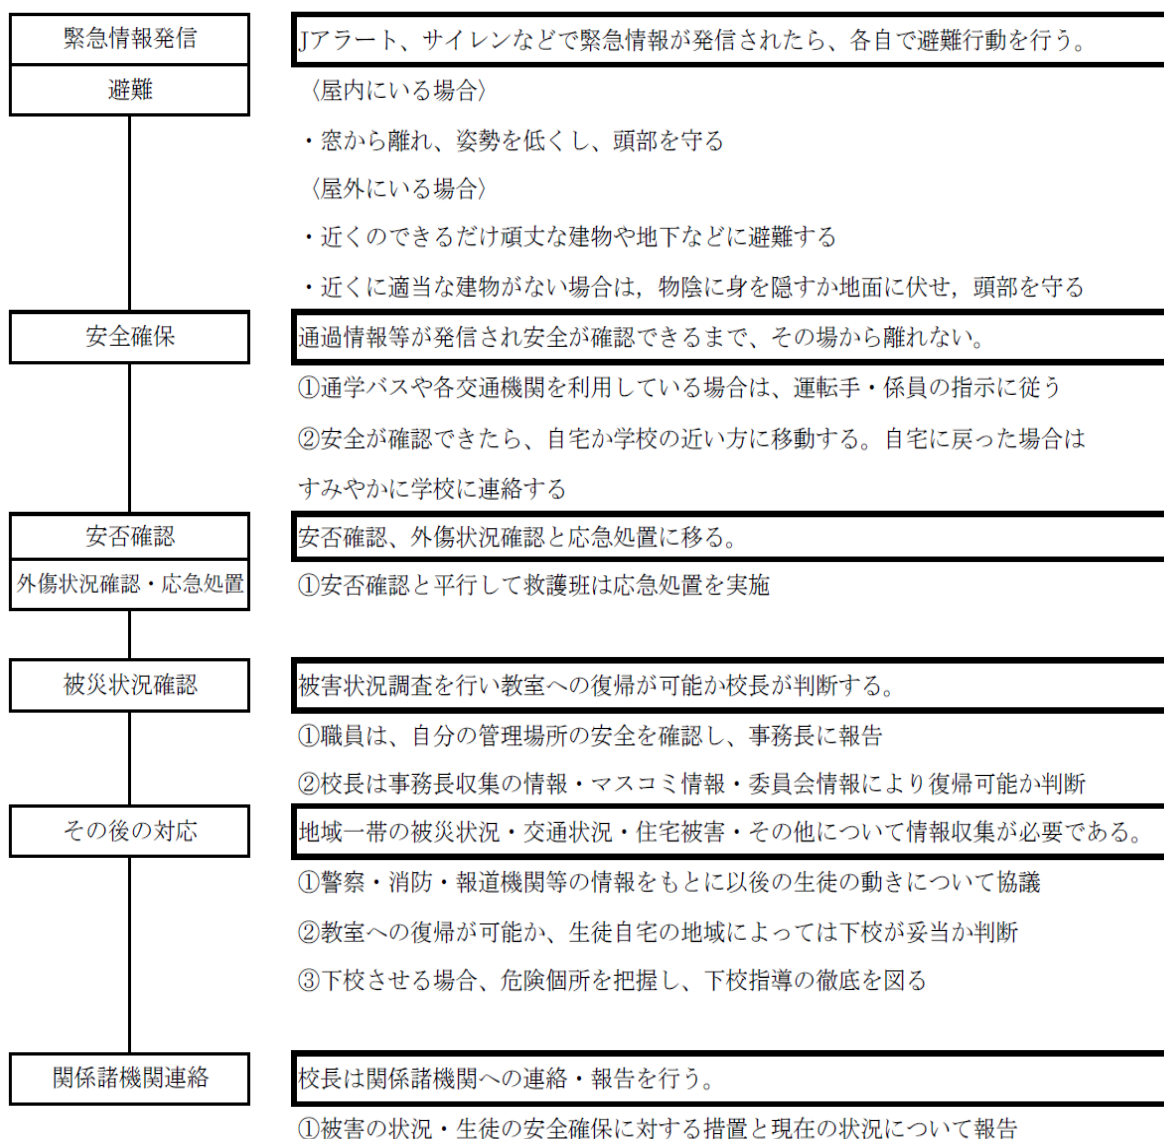 緊急情報発信
Jアラート、サイレンなどで緊急情報が発信されたら、各自で避難行動を行う。
避難
〈屋内にいる場合〉
・窓から離れ、姿勢を低くし、頭部を守る
〈屋外にいる場合〉
・近くのできるだけ頑丈な建物や地下などに避難する
・近くに適当な建物がない場合は，物陰に身を隠すか地面に伏せ，頭部を守る
安全確保
通過情報等が発信され安全が確認できるまで、その場から離れない。
①通学バスや各交通機関を利用している場合は、運転手・係員の指示に従う
②安全が確認できたら、自宅か学校の近い方に移動する。自宅に戻った場合は
すみやかに学校に連絡する
安否確認
安否確認、外傷状況確認と応急処置に移る。
外傷状況確認・応急処置
①安否確認と平行して救護班は応急処置を実施
被災状況確認
被害状況調査を行い教室への復帰が可能か校長が判断する。
①職員は、自分の管理場所の安全を確認し、事務長に報告
②校長は事務長収集の情報・マスコミ情報・委員会情報により復帰可能か判断
その後の対応
地域一帯の被災状況・交通状況・住宅被害・その他について情報収集が必要である。
①警察・消防・報道機関等の情報をもとに以後の生徒の動きについて協議
②教室への復帰が可能か、生徒自宅の地域によっては下校が妥当か判断
③下校させる場合、危険個所を把握し、下校指導の徹底を図る
関係諸機関連絡
校長は関係諸機関への連絡・報告を行う。
①被害の状況・生徒の安全確保に対する措置と現在の状況について報告